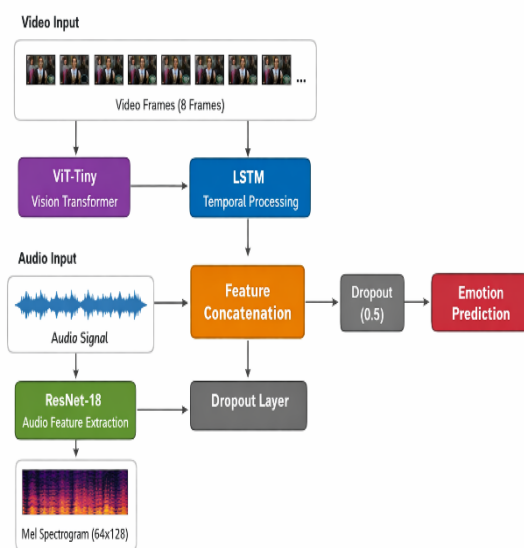 Video Input
...
Video Frames (8 Frames)
ViT-Tiny
Vision Transformer
LSTM
Temporal Processing
Audio Input
Audio Signal
Feature
Concatenation
Dropout
(0.5)
Emotion
Prediction
ResNet-18
Audio Feature Extraction
Dropout Layer
Mel Spectrogram (64x128)